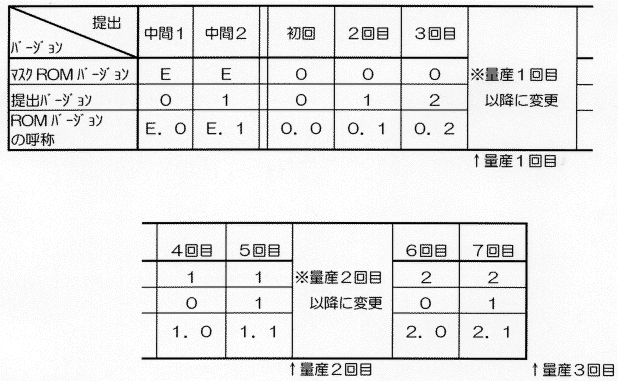 提出
バージョン
中間1 中間2 初回 2回目 3回目
マスクROMバージョン E E 0 0 0 ※量産1回目
提出バージョン 0 1 0 1 2 以降に変更
ROMバージョン
の呼称 E.0 E.1 0.0 0.1 0.2
↑量産1回目
4回目 5回目 6回目 7回目
1 1 ※量産2回目 2 2
0 1 以降に変更 0 1
1.0 1.1 2.0 2.1
↑量産2回目 ↑量産3回目